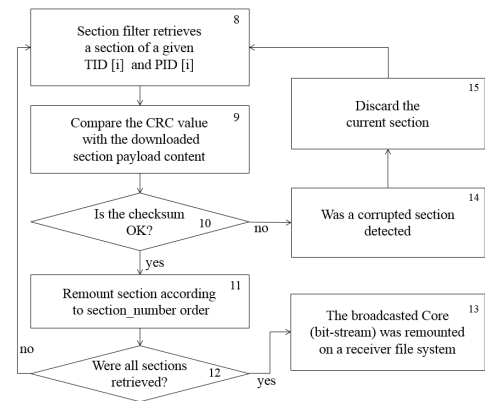 8
Section filter retrieves
a section of a given
TID [i] and PID [i]
9
Compare the CRC value
with the downloaded
section payload content
15
Discard the
current section
Is the checksum
OK?
10
no
yes
14
Was a corrupted section
detected
11
Remount section according
to section_number order
13
The broadcasted Core
(bit-stream) was remounted
on a receiver file system
no
Were all sections
retrieved?
12
yes